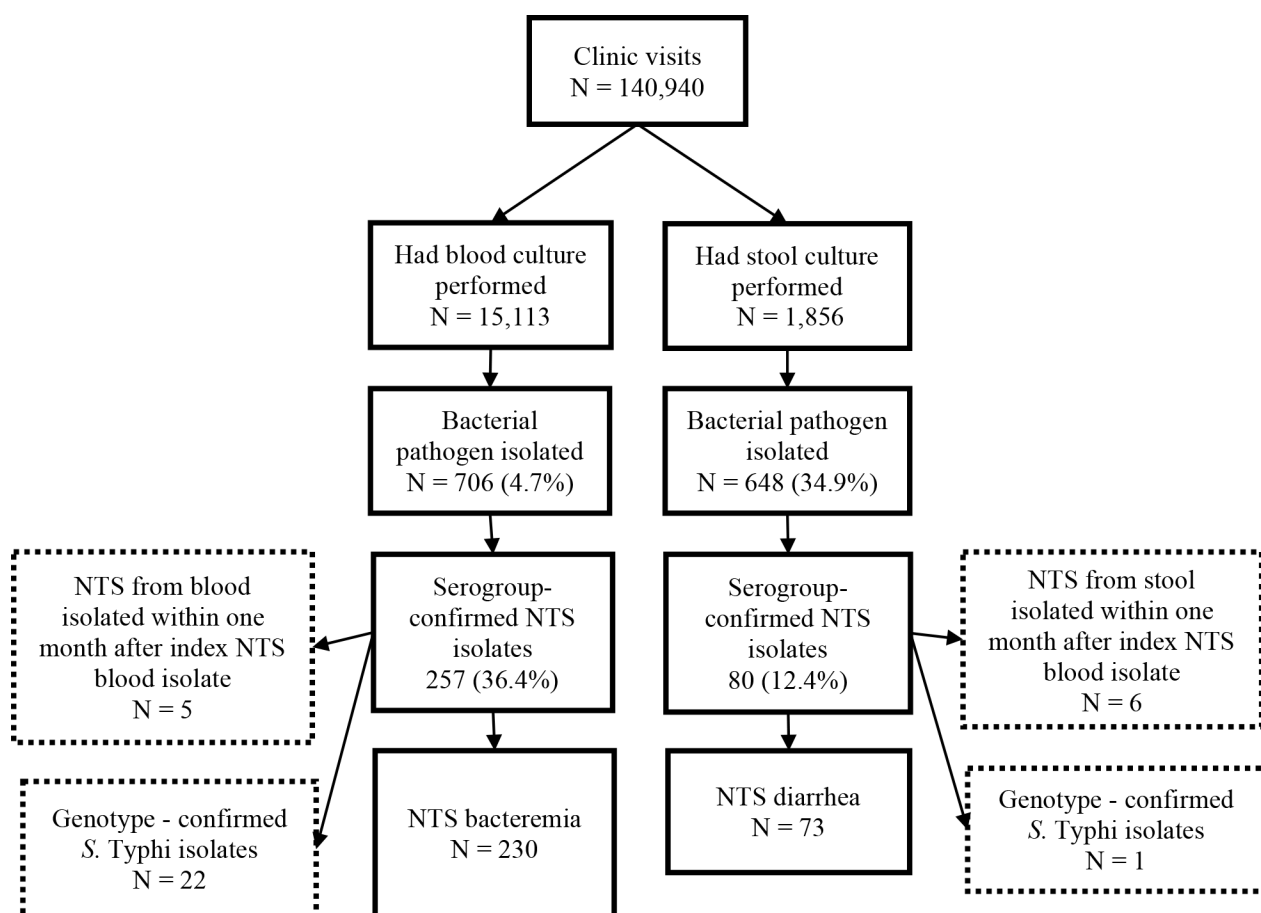 Clinic visits
N = 140,940
Had blood culture
performed
N = 15,113
Had stool culture
performed
N = 1,856
Bacterial
pathogen isolated
N = 706 (4.7%)
Bacterial pathogen
isolated
N = 648 (34.9%)
NTS from blood
isolated within one
month after index NTS
blood isolate
N = 5
Serogroup-
confirmed NTS
isolates
257 (36.4%)
Serogroup-
confirmed NTS
isolates
80 (12.4%)
NTS from stool
isolated within one
month after index NTS
blood isolate
N = 6
Genotype - confirmed
S. Typhi isolates
N = 22
NTS bacteremia
N = 230
NTS diarrhea
N = 73
Genotype - confirmed
S. Typhi isolates
N = 1